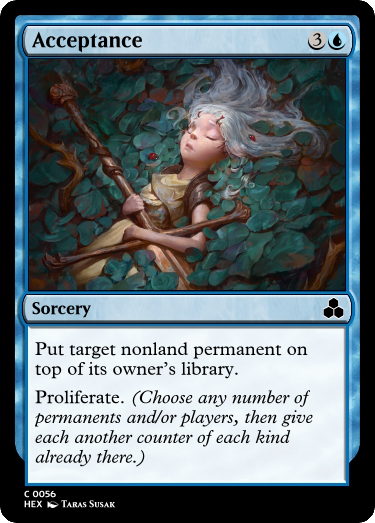 Acceptance 3
Sorcery
Put target nonland permanent on
top of its owner's library.
Proliferate. (Choose any number of
permanents and/or players, then give
each another counter of each kind
already there.)
C 0056
HEX Taras Susak